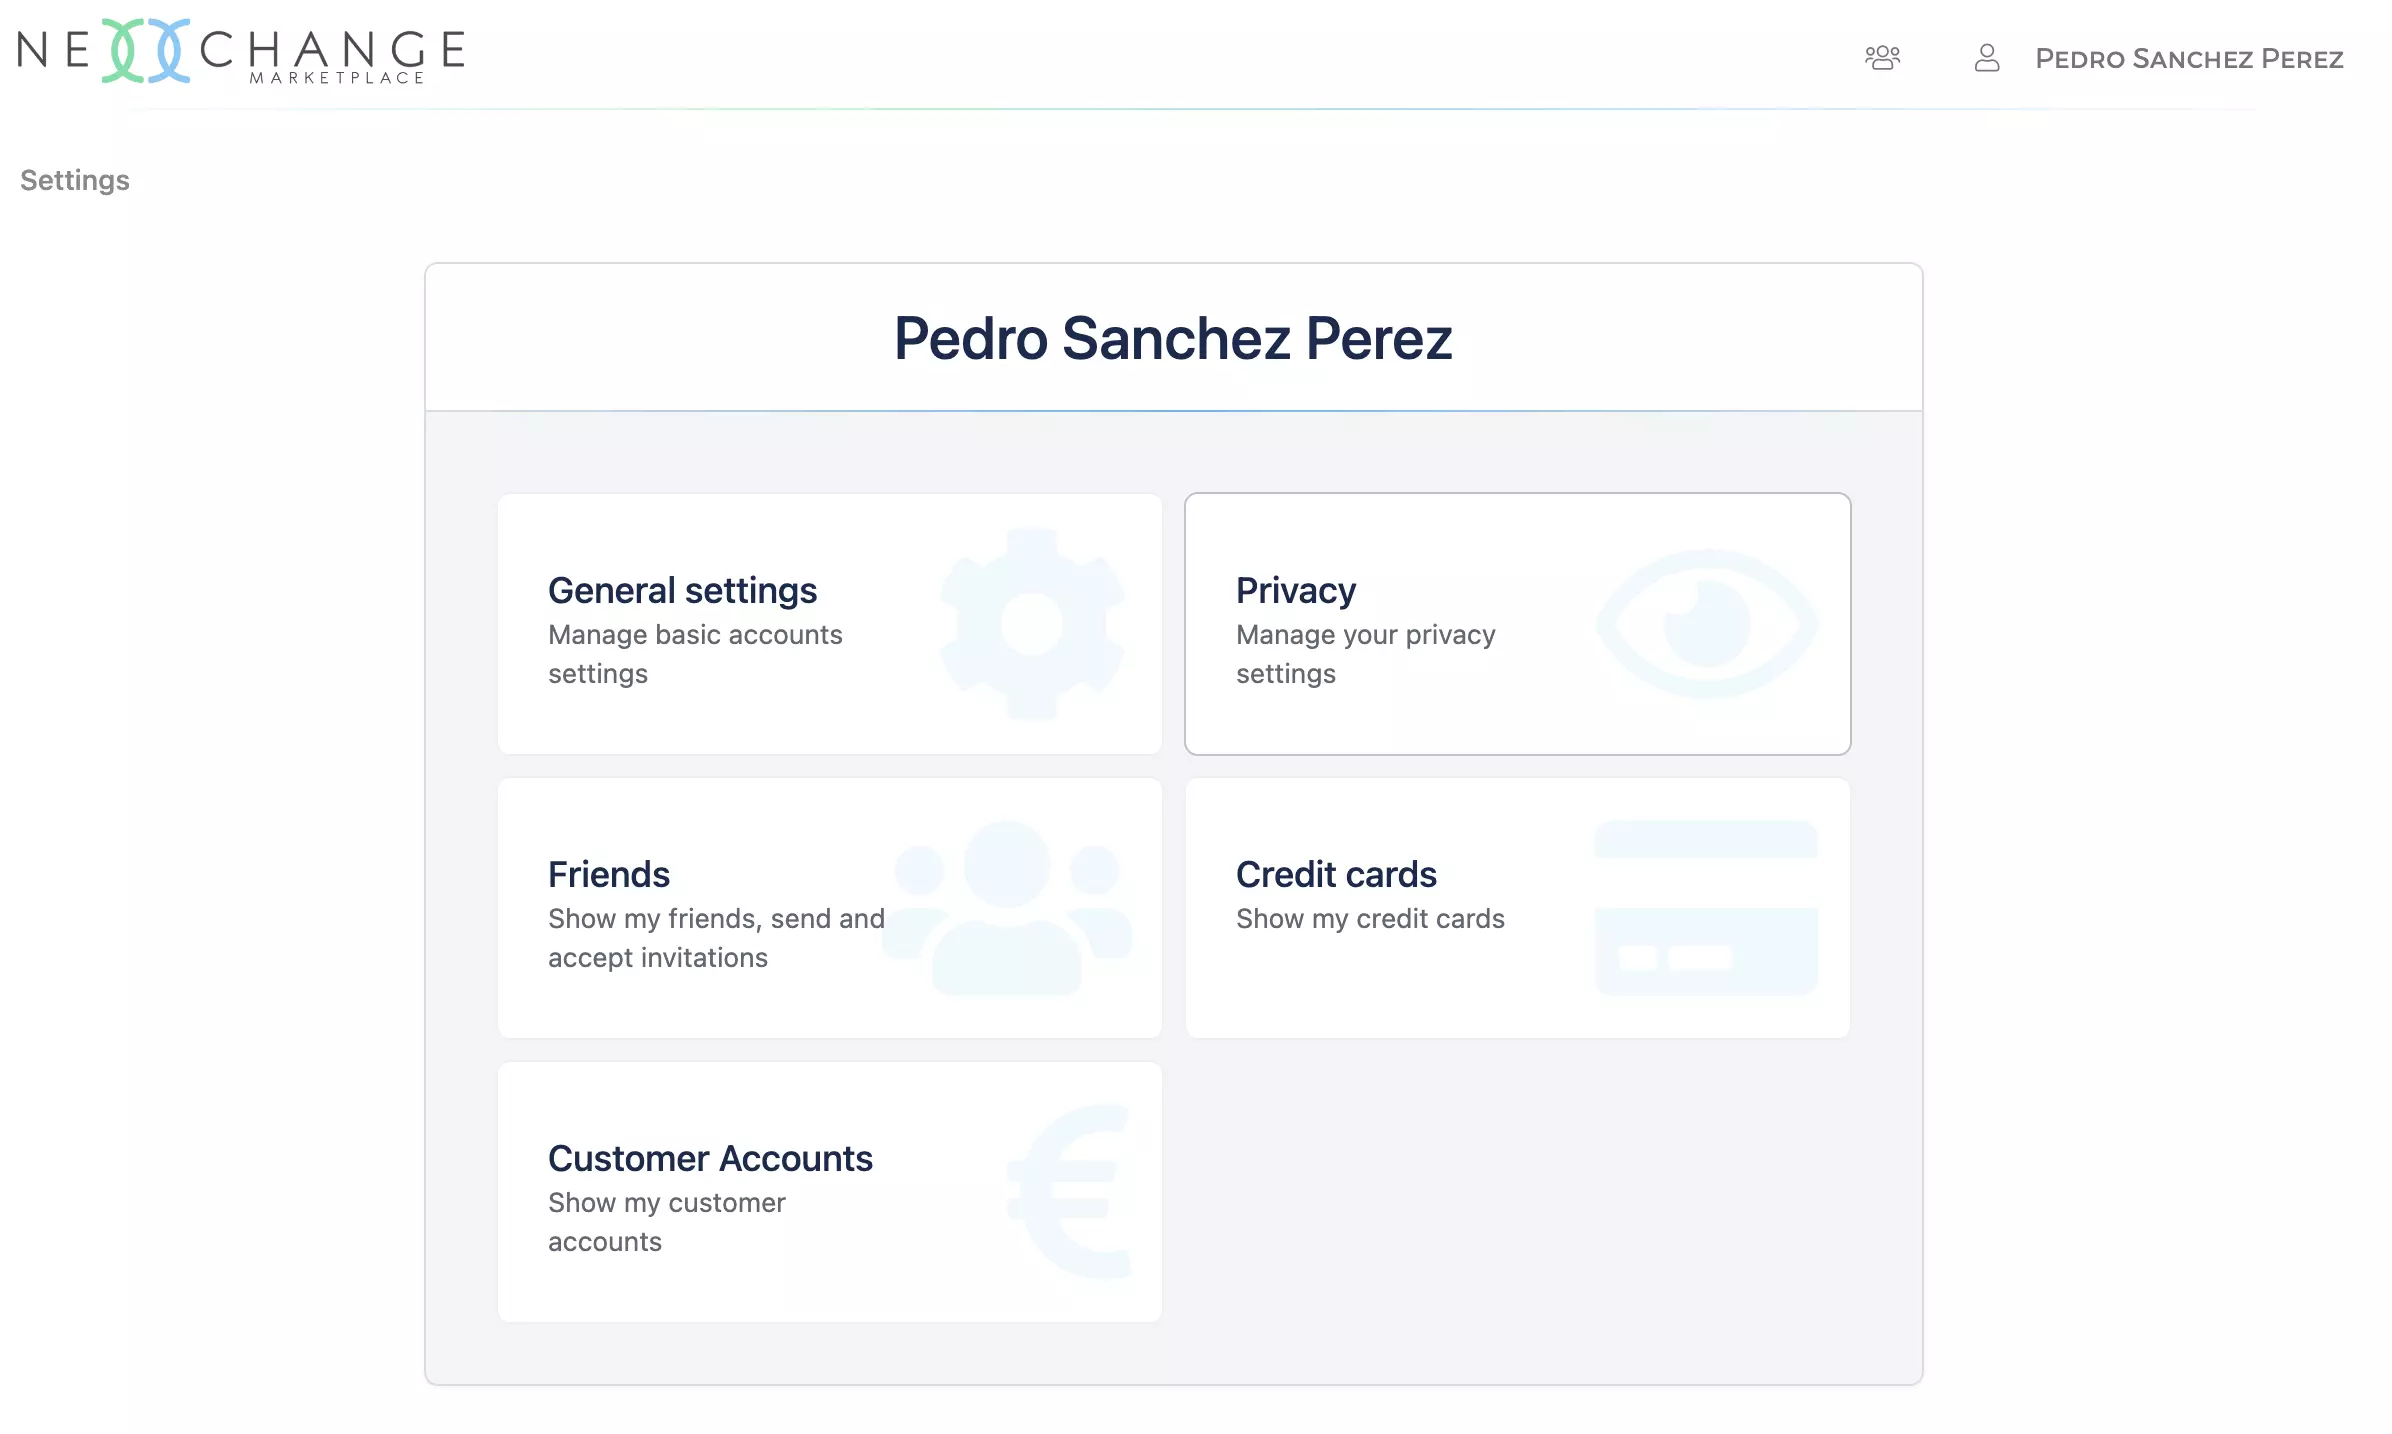 NEXXCHANGE
MARKETPLACE
PEDRO SANCHEZ PEREZ
Settings
Pedro Sanchez Perez
General settings
Manage basic accounts
settings
Privacy
Manage your privacy
settings
Friends
Show my friends, send and
accept invitations
Credit cards
Show my credit cards
Customer Accounts
Show my customer
accounts